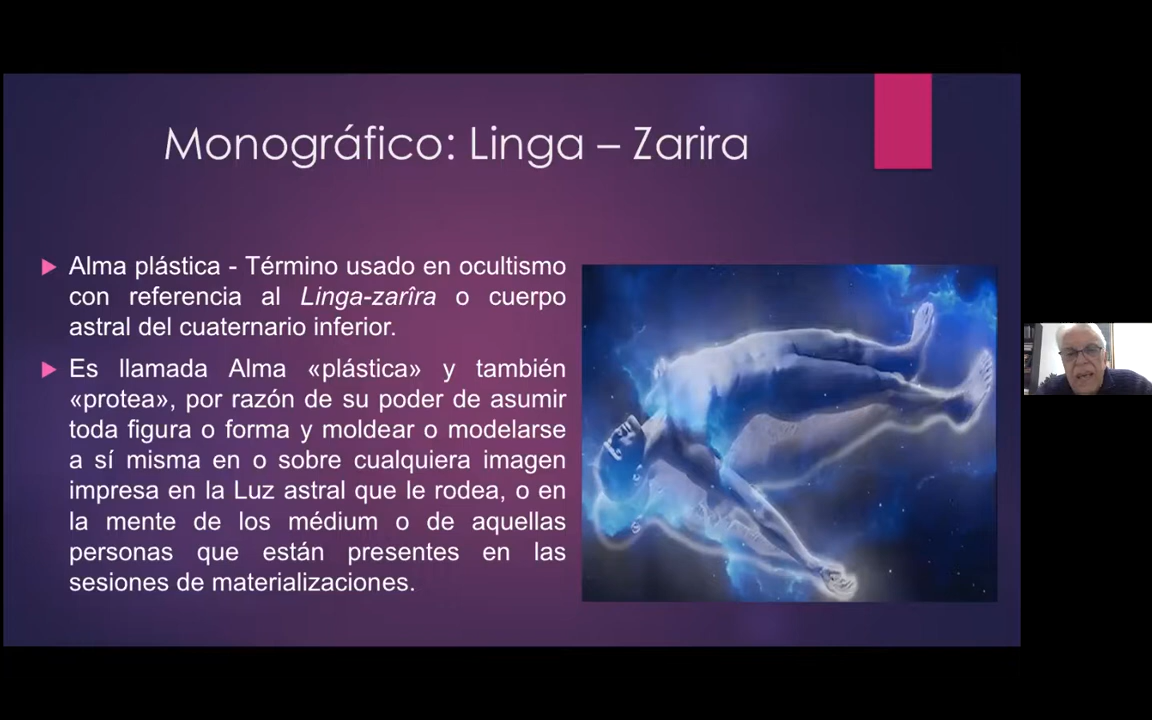 Monográfico: Linga – Zarira
Alma plástica - Término usado en ocultismo
con referencia al Linga-zarîra o cuerpo
astral del cuaternario inferior.
Es llamada Alma «plástica» y también
«protea», por razón de su poder de asumir
toda figura o forma y moldear o modelarse
a sí misma en o sobre cualquiera imagen
impresa en la Luz astral que le rodea, o en
la mente de los médium o de aquellas
personas que están presentes en las
sesiones de materializaciones.